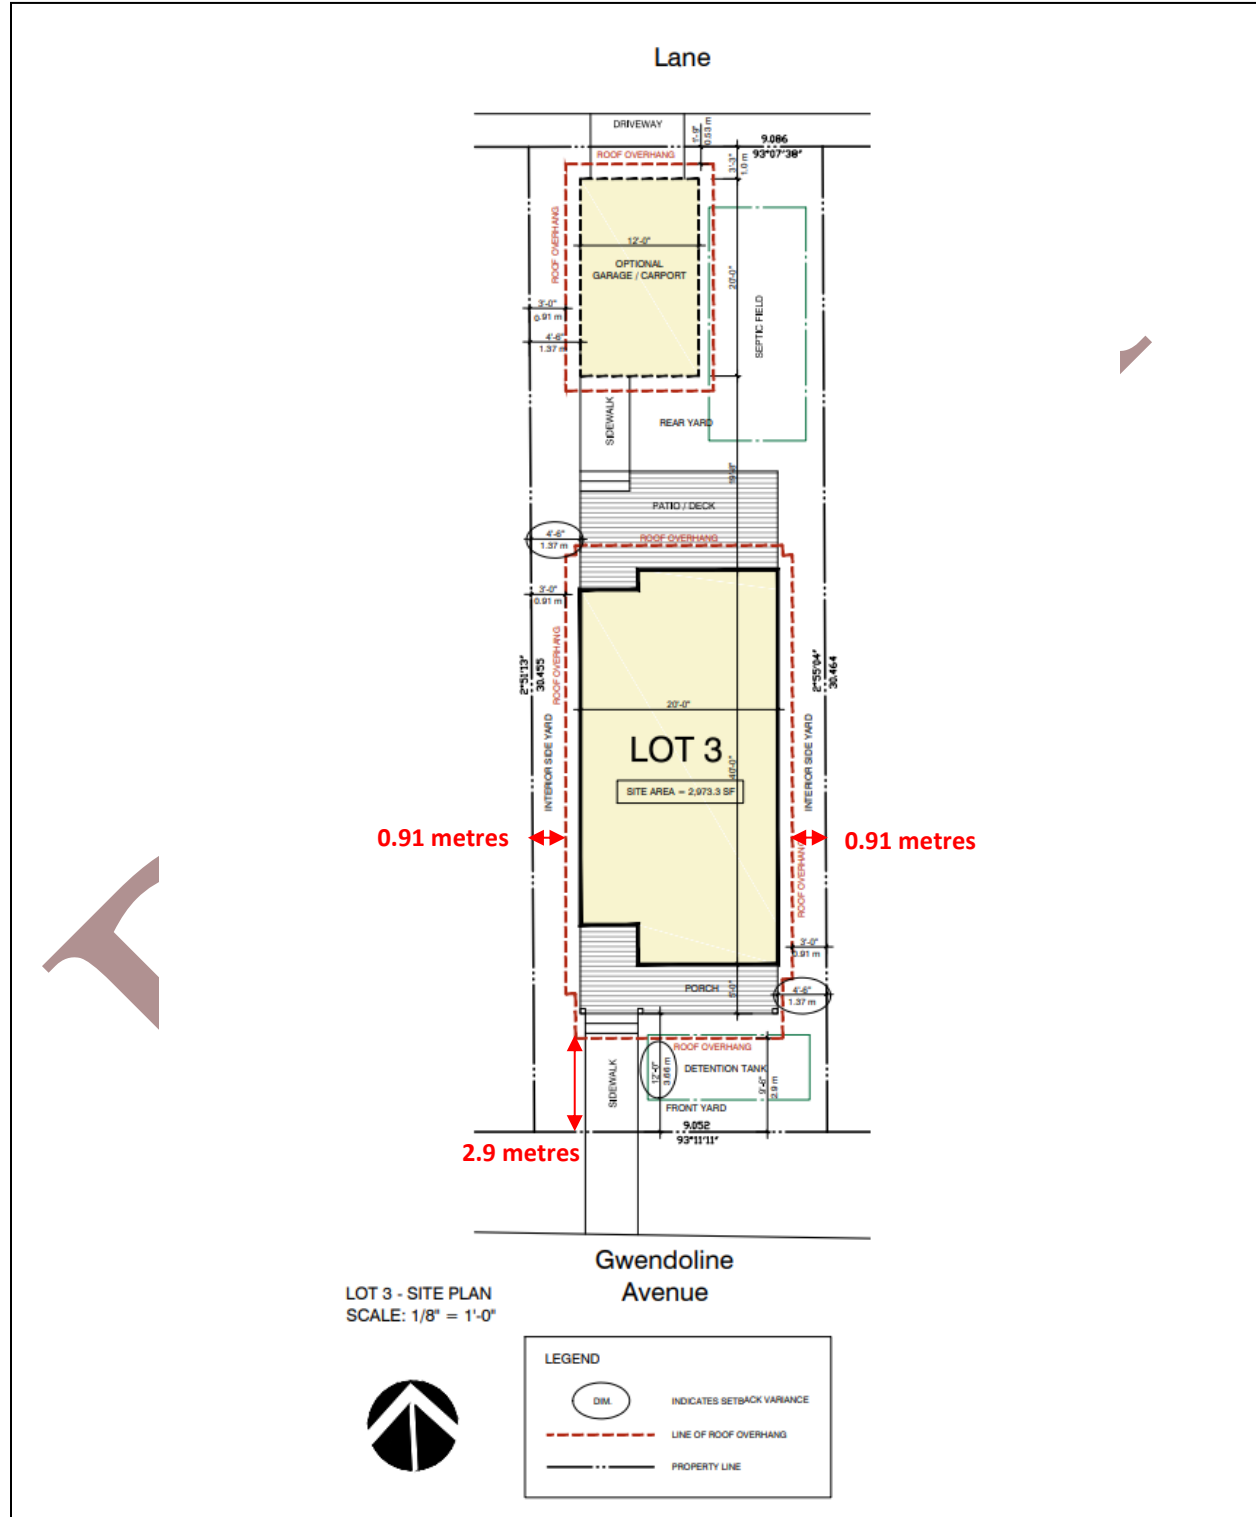 Lane
DRIVEWAY
1'-9"
0.53 m
9.086
93°07'38"
ROOF OVERHANG
3'-3"
1.0 m
ROOF OVERHANG
12'-0"
OPTIONAL
GARAGE / CARPORT
20'-0"
SEPTIC FIELD
3'-0"
0.91 m
4'-6"
1.37 m
SIDEWALK
REAR YARD
19'-8"
PATIO / DECK
4'-6"
1.37 m
ROOF OVERHANG
3'-0"
0.91 m
ROOF OVERHANG
2°51'13"
30.455
2°55'04"
30.464
20'-0"
INTERIOR SIDE YARD
INTERIOR SIDE YARD
LOT 3
40'-0"
SITE AREA = 2,973.3 SF
0.91 metres
0.91 metres
ROOF OVERHANG
3'-0"
0.91 m
PORCH
5'-0"
4'-6"
1.37 m
ROOF OVERHANG
SIDEWALK
12'-0"
3.66 m
DETENTION TANK
9'-6"
2.9 m
FRONT YARD
9.052
93°11'11"
2.9 metres
Gwendoline
Avenue
LOT 3 - SITE PLAN
SCALE: 1/8" = 1'-0"
LEGEND
DIM.
INDICATES SETBACK VARIANCE
LINE OF ROOF OVERHANG
PROPERTY LINE